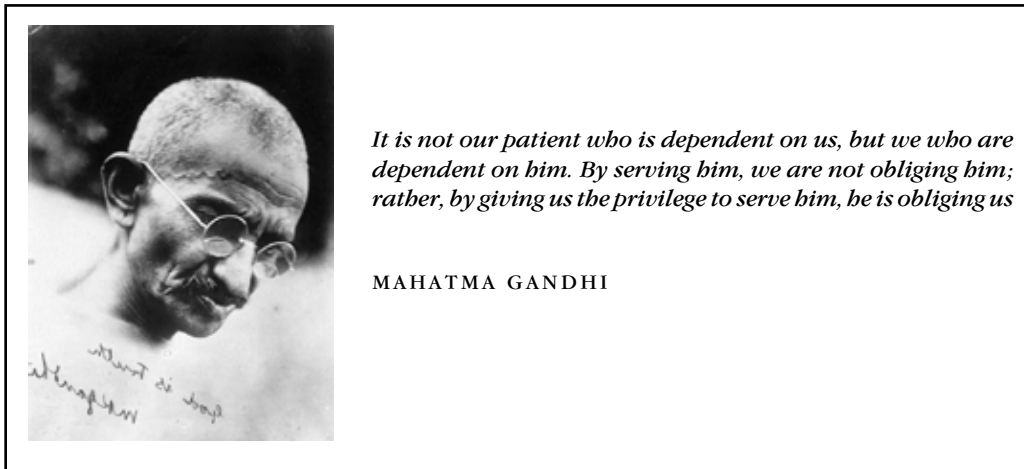 It is not our patient who is dependent on us, but we who are
dependent on him. By serving him, we are not obliging him;
rather, by giving us the privilege to serve him, he is obliging us
MAHATMA GANDHI
God is Truth
mkgandhi